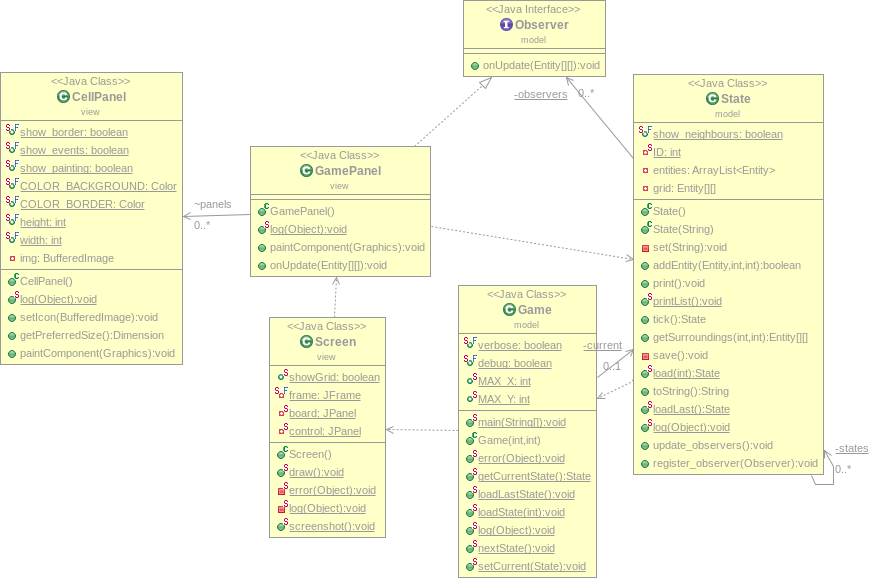 <<Java Interface>>
Observer
model
onUpdate(Entity[][]):void
<<Java Class>>
CellPanel
view
show_border: boolean
show_events: boolean
show_painting: boolean
COLOR_BACKGROUND: Color
COLOR_BORDER: Color
height: int
width: int
img: BufferedImage
CellPanel()
log(Object):void
setIcon(BufferedImage):void
getPreferredSize():Dimension
paintComponent(Graphics):void
~panels
0..*
<<Java Class>>
GamePanel
view
GamePanel()
log(Object):void
paintComponent(Graphics):void
onUpdate(Entity[][]):void
-observers
0..*
<<Java Class>>
State
model
show_neighbours: boolean
ID: int
entities: ArrayList<Entity>
grid: Entity[][]
State()
State(String)
set(String):void
addEntity(Entity,int,int):boolean
print():void
printList():void
tick():State
getSurroundings(int,int):Entity[][]
save():void
load(int):State
toString():String
loadLast():State
log(Object):void
update_observers():void
register_observer(Observer):void
-states
0..*
<<Java Class>>
Screen
view
showGrid: boolean
frame: JFrame
board: JPanel
control: JPanel
Screen()
draw():void
error(Object):void
log(Object):void
screenshot():void
<<Java Class>>
Game
model
verbose: boolean
debug: boolean
MAX_X: int
MAX_Y: int
main(String[]):void
Game(int,int)
error(Object):void
getCurrentState():State
loadLastState():void
loadState(int):void
log(Object):void
nextState():void
setCurrent(State):void
-current
0..1